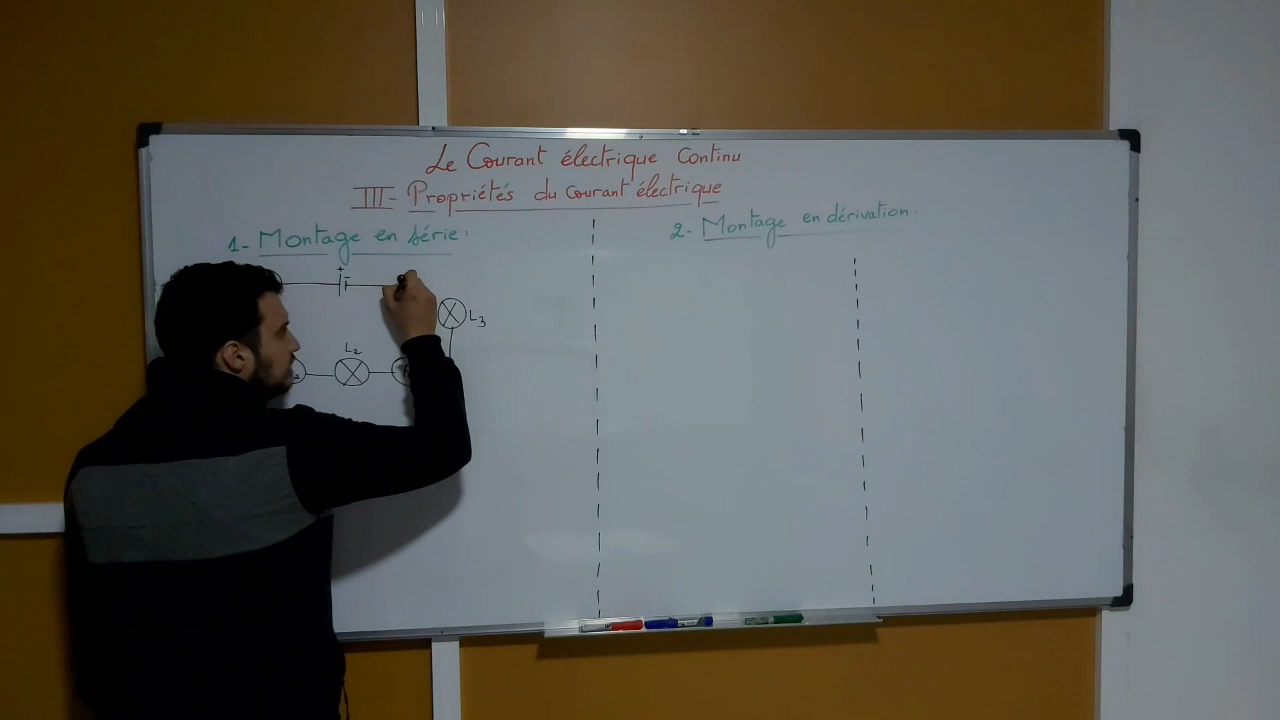 Le Courant électrique Continu
III- Propriétés du courant électrique
1- Montage en série:
2- Montage en dérivation.
+ -
L3
L2